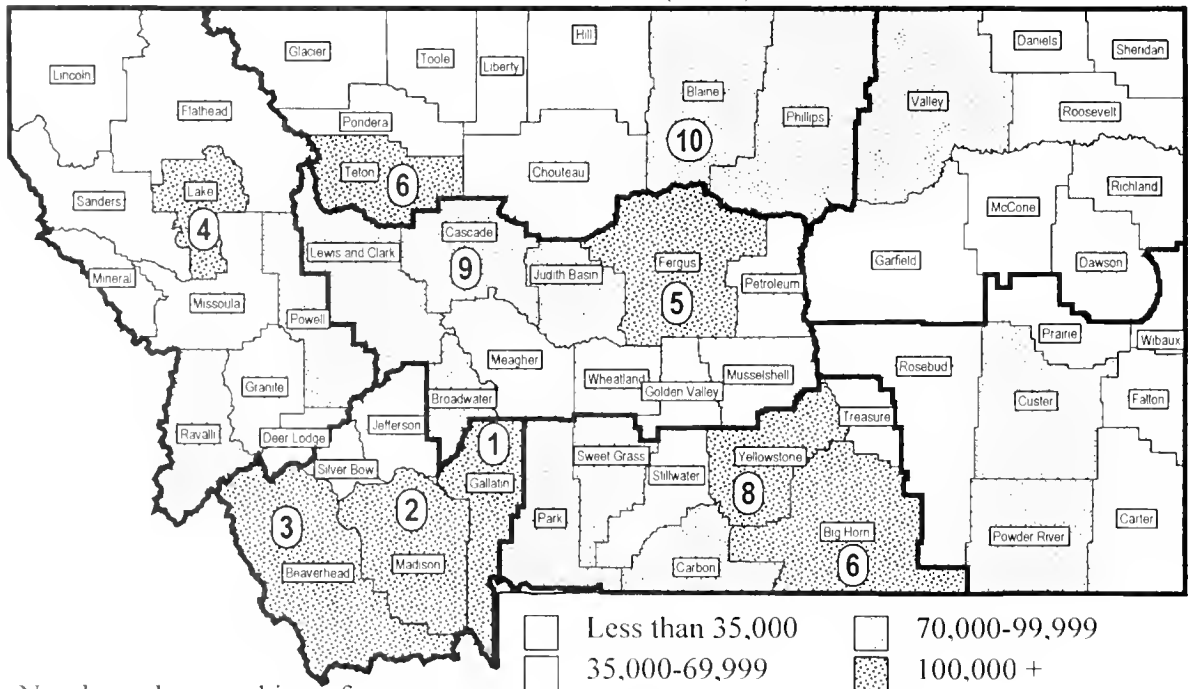 Hill
Daniels
Sheridan
Glacier
Toole
Liberty
Lincoln
Blaine
Valley
Flathead
Phillips
Roosevelt
Pondera
10
Teton
6
Chouteau
Lake
Richland
Sanders
McCone
4
Cascade
Lewis and Clark
9
Judith Basin
Fergus
Garfield
Dawson
Mineral
Petroleum
Missoula
5
Powell
Prairie
Wibaux
Meagher
Rosebud
Granite
Wheatland
Musselshell
Golden Valley
Broadwater
Custer
Fallon
Jefferson
Treasure
Ravalli
Deer Lodge
1
Sweet Grass
Yellowstone
Silver Bow
Stillwater
Gallatin
8
2
Park
3
Carter
Big Horn
Powder River
Madison
Carbon
Beaverhead
6
Less than 35,000
70,000-99,999
35,000-69,999
100,000 +